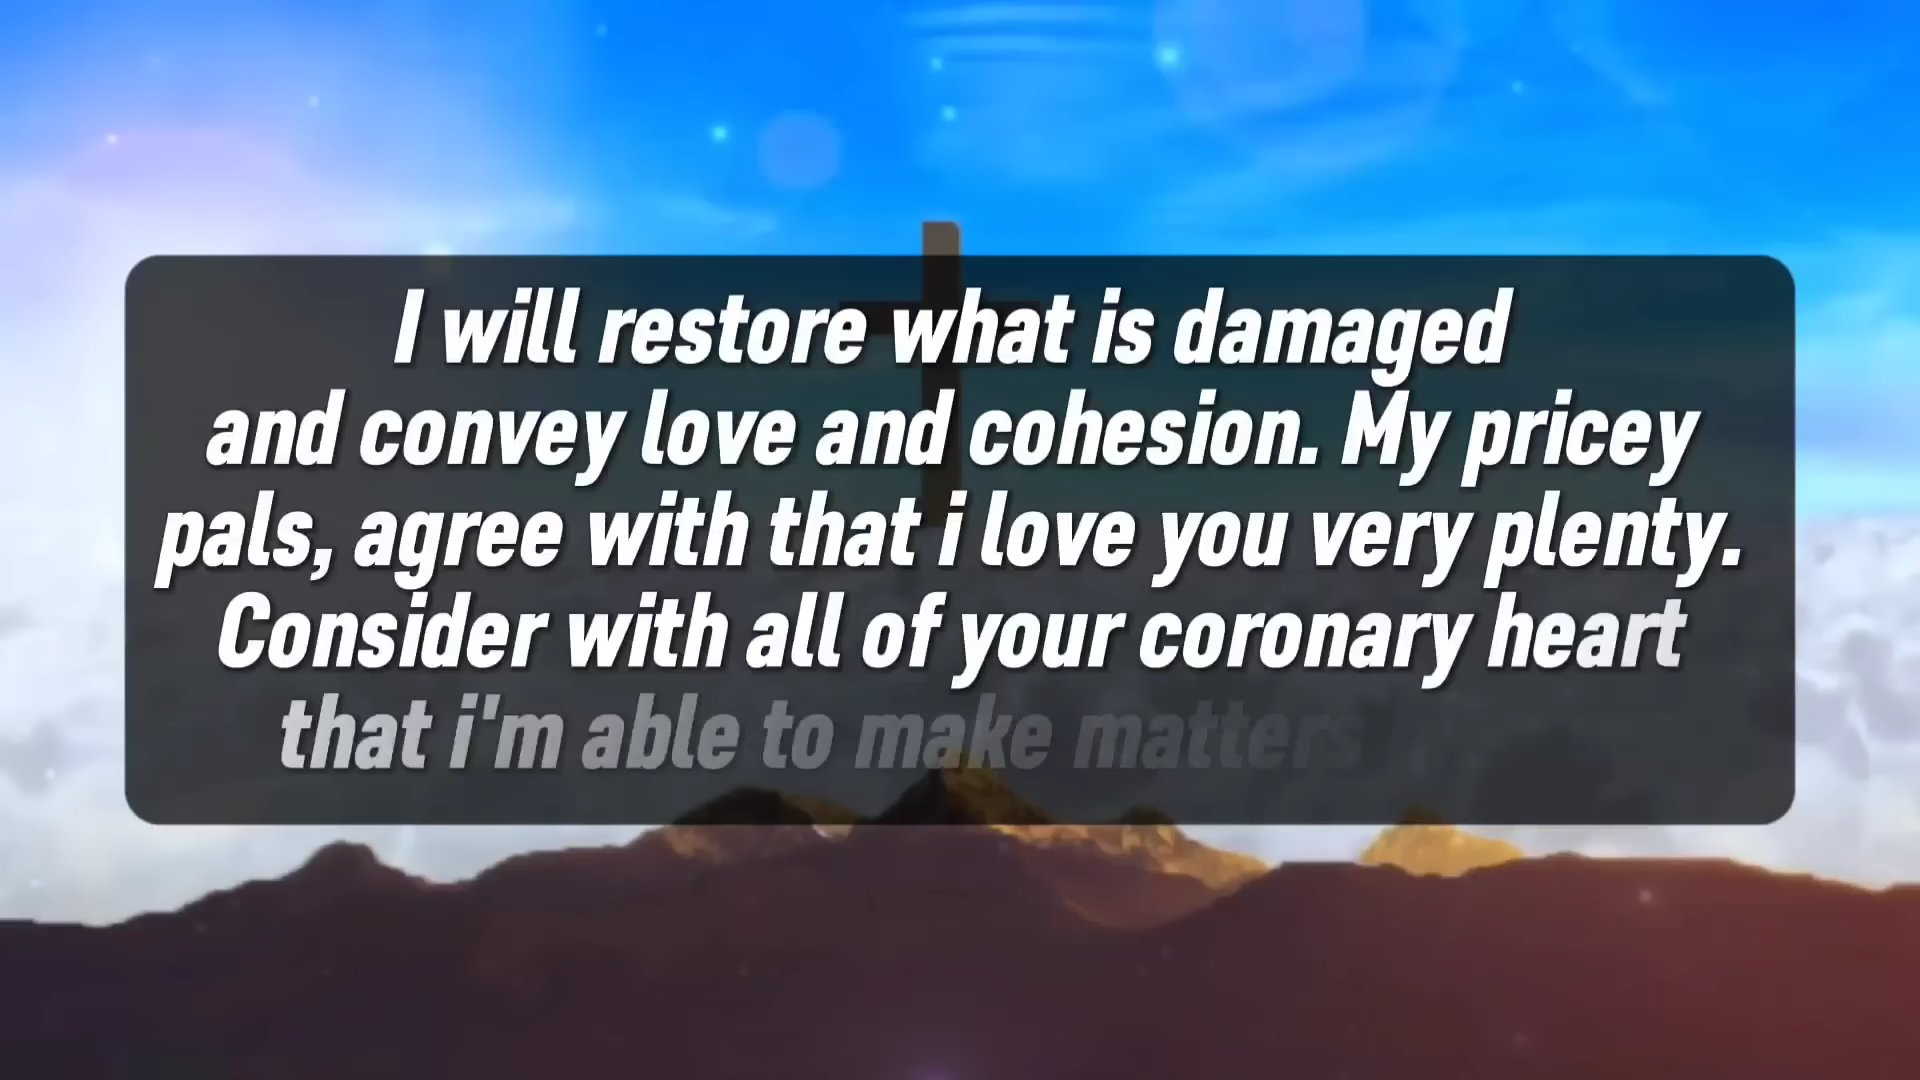 I will restore what is damaged
and convey love and cohesion. My pricey
pals, agree with that i love you very plenty.
Consider with all of your coronary heart
that i'm able to make matters